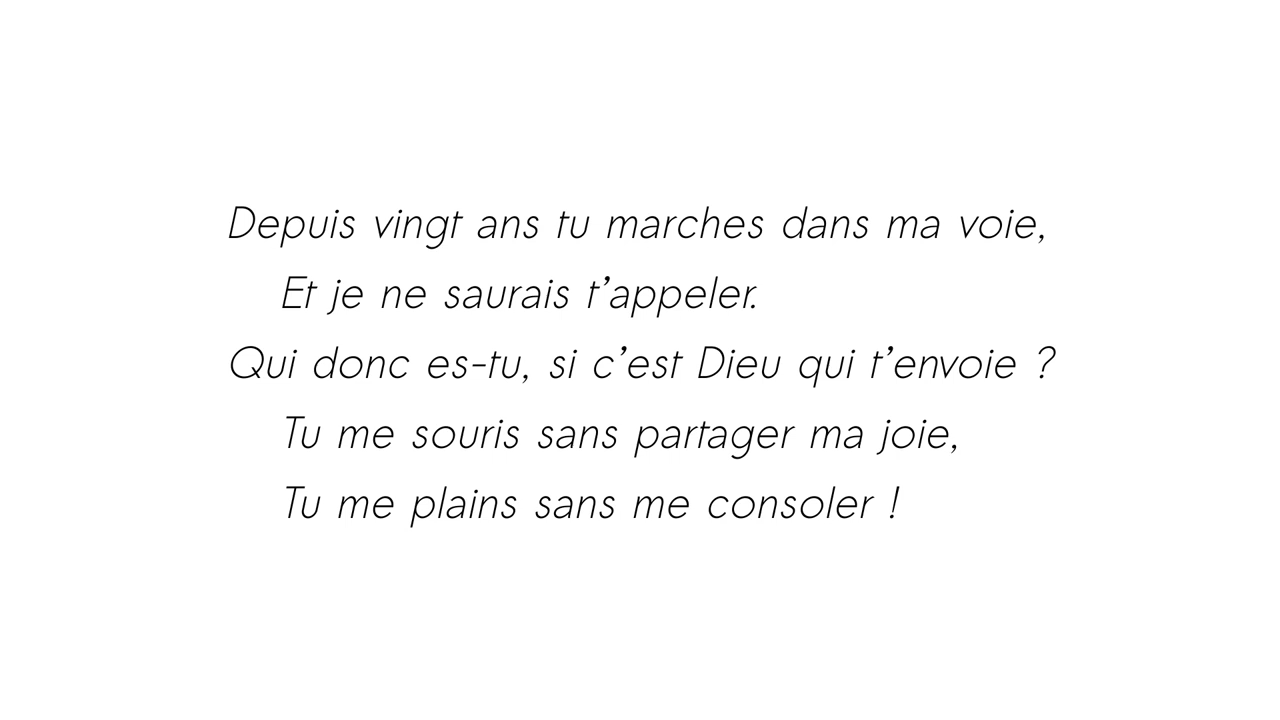 Depuis vingt ans tu marches dans ma voie,
Et je ne saurais t’appeler.
Qui donc es-tu, si c’est Dieu qui t’envoie ?
Tu me souris sans partager ma joie,
Tu me plains sans me consoler !